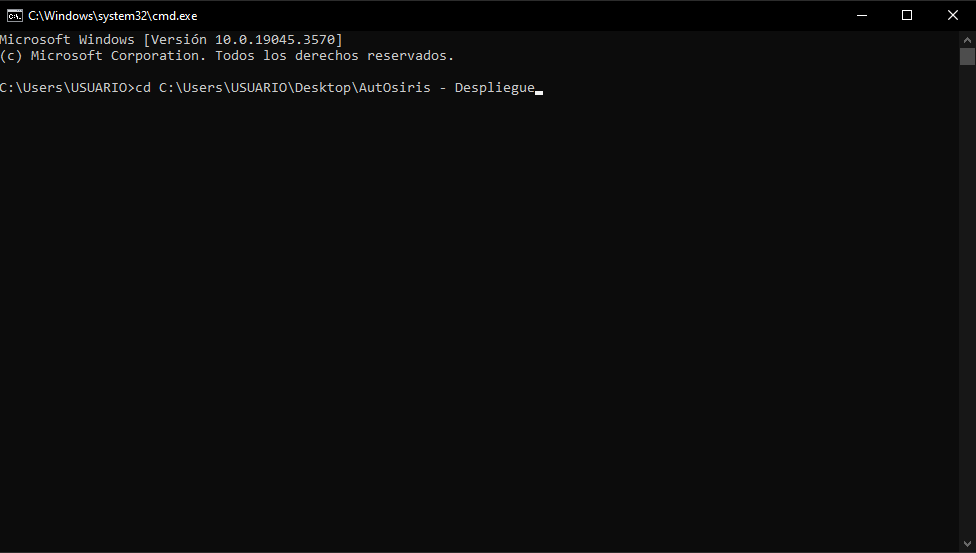 C:\Windows\system32\cmd.exe
Microsoft Windows [Versión 10.0.19045.3570]
(c) Microsoft Corporation. Todos los derechos reservados.
C:\Users\USUARIO>cd C:\Users\USUARIO\Desktop\AutOsiris - Despliegue